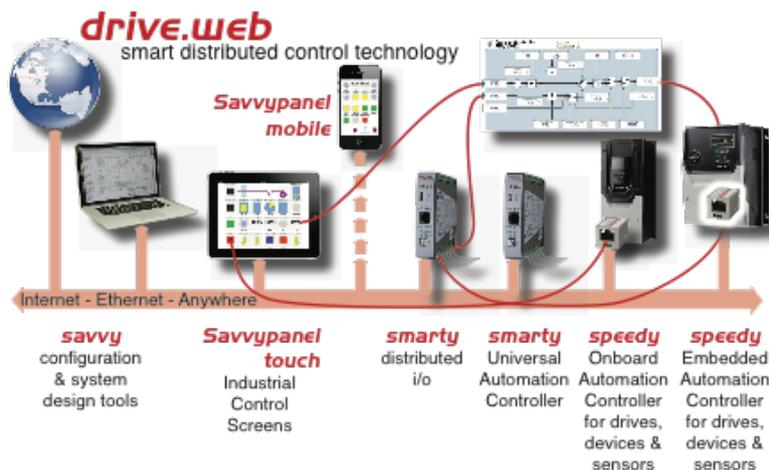 drive.web
smart distributed control technology
Savvypanel
mobile
Internet - Ethernet - Anywhere
savvy
configuration
& system
design tools
Savvypanel
touch
Industrial
Control
Screens
smarty
distributed
i/o
smarty
Universal
Automation
Controller
speedy
Onboard
Automation
Controller
for drives,
devices &
sensors
speedy
Embedded
Automation
Controller
for drives,
devices &
sensors